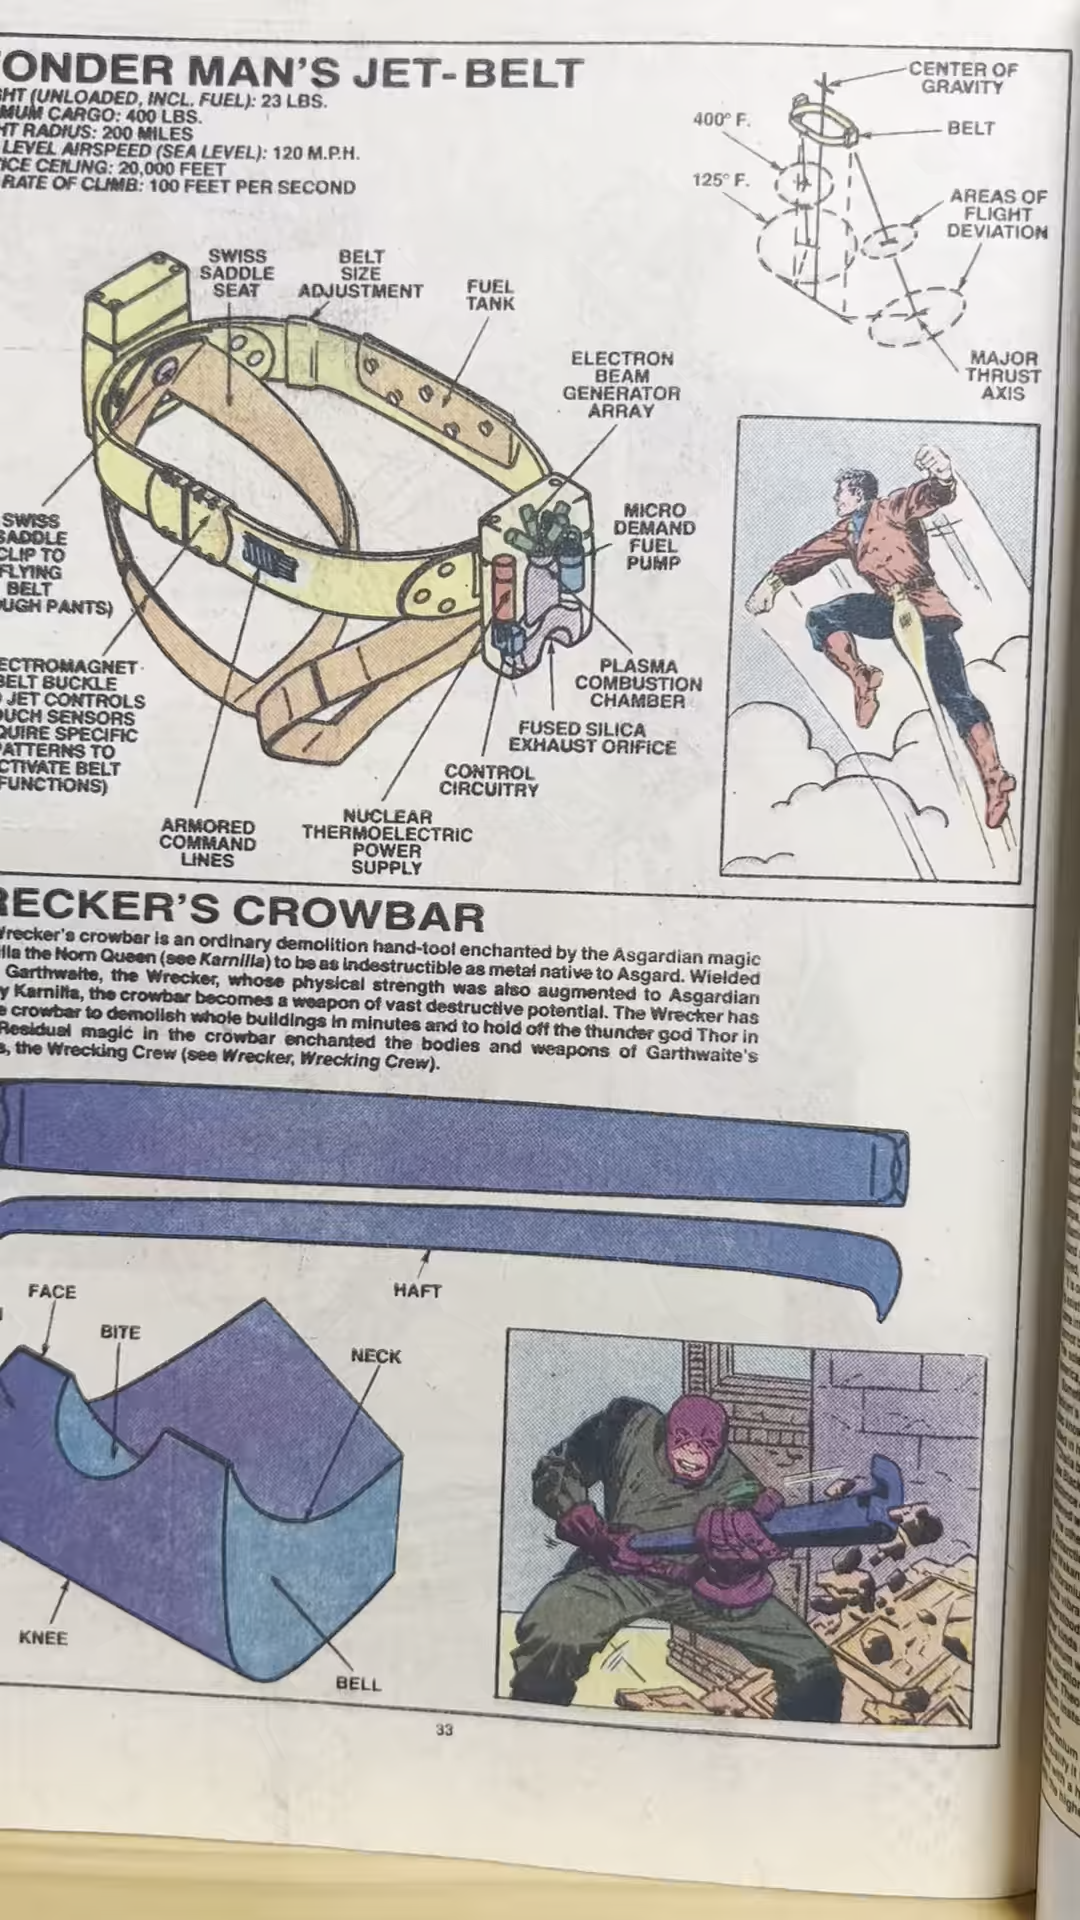 ONDER MAN'S JET-BELT
GHT (UNLOADED, INCL. FUEL): 23 LBS.
MUM CARGO: 400 LBS.
HT RADIUS: 200 MILES
LEVEL AIRSPEED (SEA LEVEL): 120 M.P.H.
ICE CEILING: 20,000 FEET
RATE OF CLIMB: 100 FEET PER SECOND
CENTER OF
GRAVITY
400° F.
BELT
125° F.
AREAS OF
FLIGHT
DEVIATION
MAJOR
THRUST
AXIS
SWISS
SADDLE
SEAT
BELT
SIZE
ADJUSTMENT
FUEL
TANK
ELECTRON
BEAM
GENERATOR
ARRAY
MICRO
DEMAND
FUEL
PUMP
SWISS
SADDLE
CLIP TO
FLYING
BELT
UGH PANTS)
ECTROMAGNET
BELT BUCKLE
JET CONTROLS
OUCH SENSORS
QUIRE SPECIFIC
ATTERNS TO
CTIVATE BELT
FUNCTIONS)
PLASMA
COMBUSTION
CHAMBER
FUSED SILICA
EXHAUST ORIFICE
CONTROL
CIRCUITRY
ARMORED
COMMAND
LINES
NUCLEAR
THERMOELECTRIC
POWER
SUPPLY
RECKER'S CROWBAR
Wrecker's crowbar is an ordinary demolition hand-tool enchanted by the Asgardian magic
illa the Norn Queen (see Karnilla) to be as indestructible as metal native to Asgard. Wielded
Garthwaite, the Wrecker, whose physical strength was also augmented to Asgardian
y Karnilla, the crowbar becomes a weapon of vast destructive potential. The Wrecker has
e crowbar to demolish whole buildings in minutes and to hold off the thunder god Thor in
Residual magic in the crowbar enchanted the bodies and weapons of Garthwaite's
s, the Wrecking Crew (see Wrecker, Wrecking Crew).
HAFT
FACE
BITE
NECK
KNEE
BELL
33